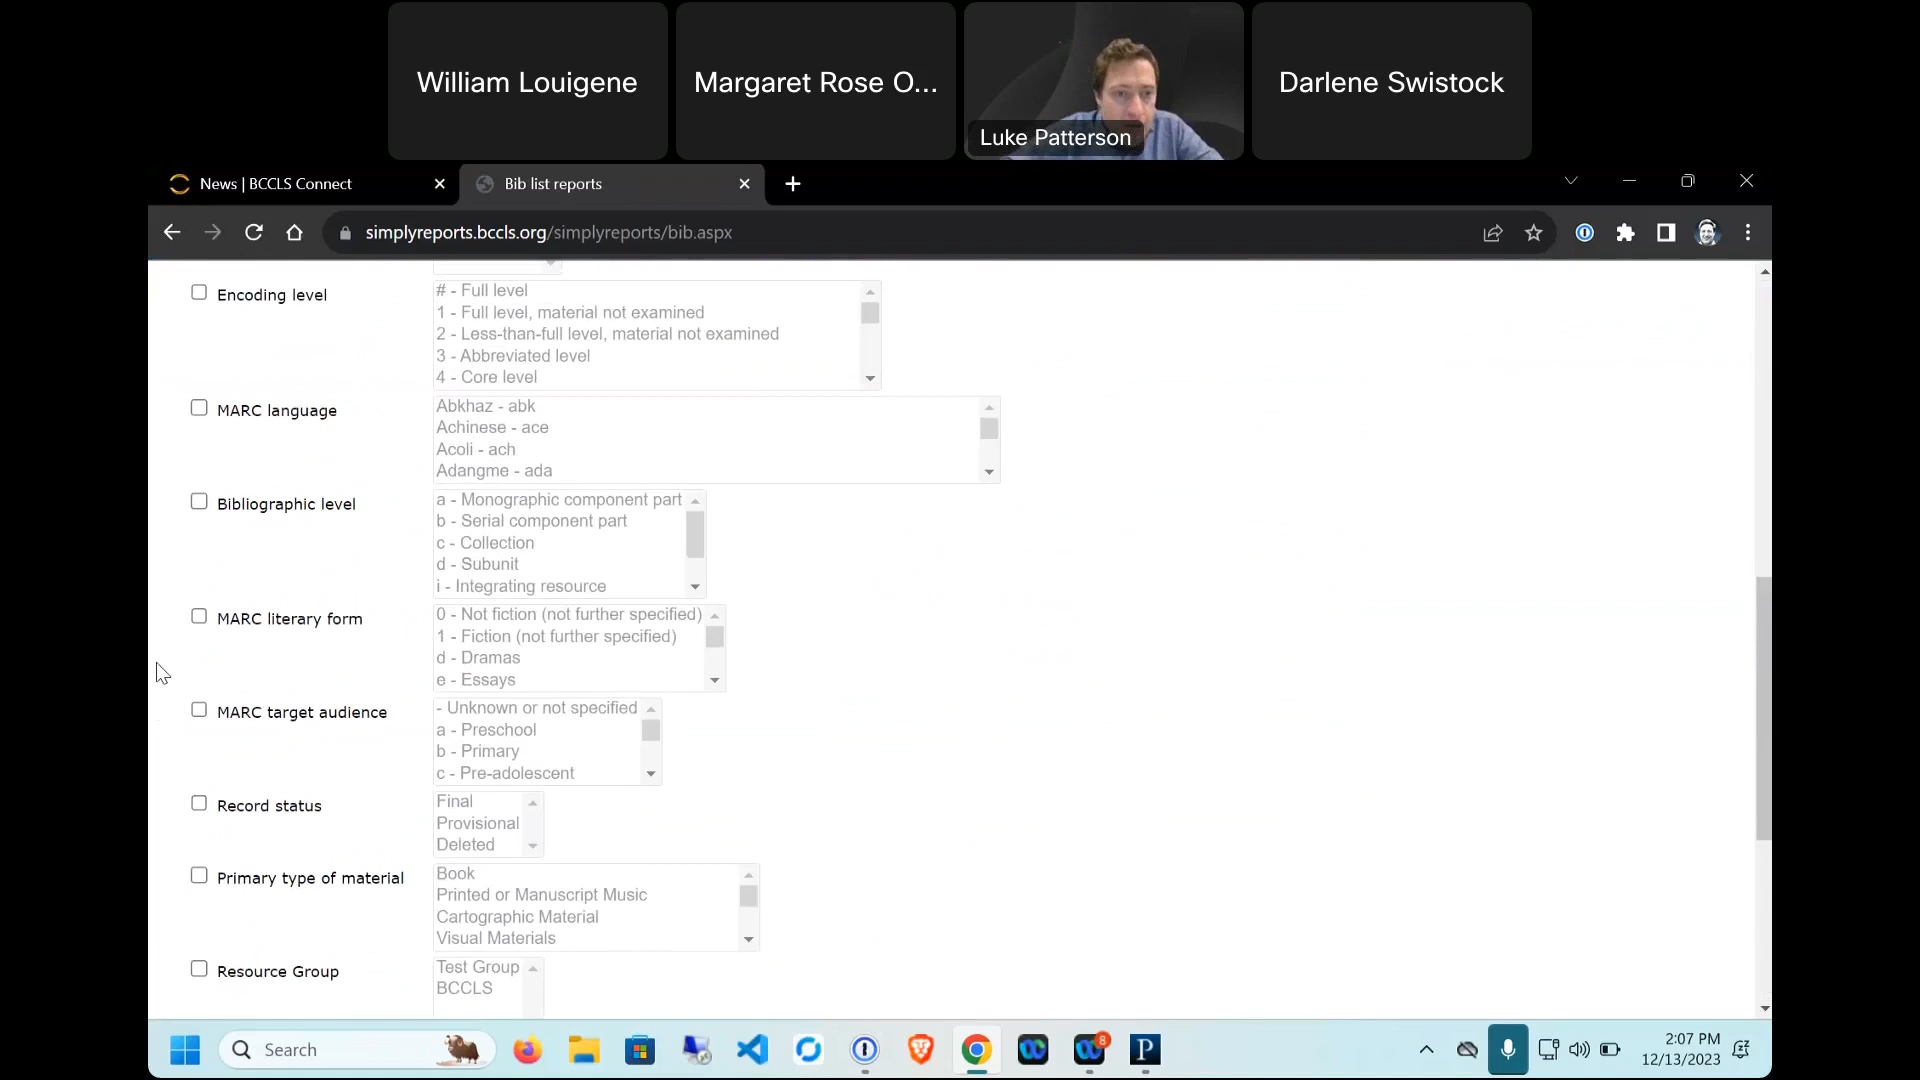 William Louigene
Margaret Rose O...
Luke Patterson
Darlene Swistock
News | BCCLS Connect
Bib list reports
simplyreports.bccls.org/simplyreports/bib.aspx
Encoding level
# - Full level
1 - Full level, material not examined
2 - Less-than-full level, material not examined
3 - Abbreviated level
4 - Core level
MARC language
Abkhaz - abk
Achinese - ace
Acoli - ach
Adangme - ada
Bibliographic level
a - Monographic component part
b - Serial component part
c - Collection
d - Subunit
i - Integrating resource
MARC literary form
0 - Not fiction (not further specified)
1 - Fiction (not further specified)
d - Dramas
e - Essays
MARC target audience
- Unknown or not specified
a - Preschool
b - Primary
c - Pre-adolescent
Record status
Final
Provisional
Deleted
Primary type of material
Book
Printed or Manuscript Music
Cartographic Material
Visual Materials
Resource Group
Test Group
BCCLS
Search
8
P
2:07 PM
12/13/2023